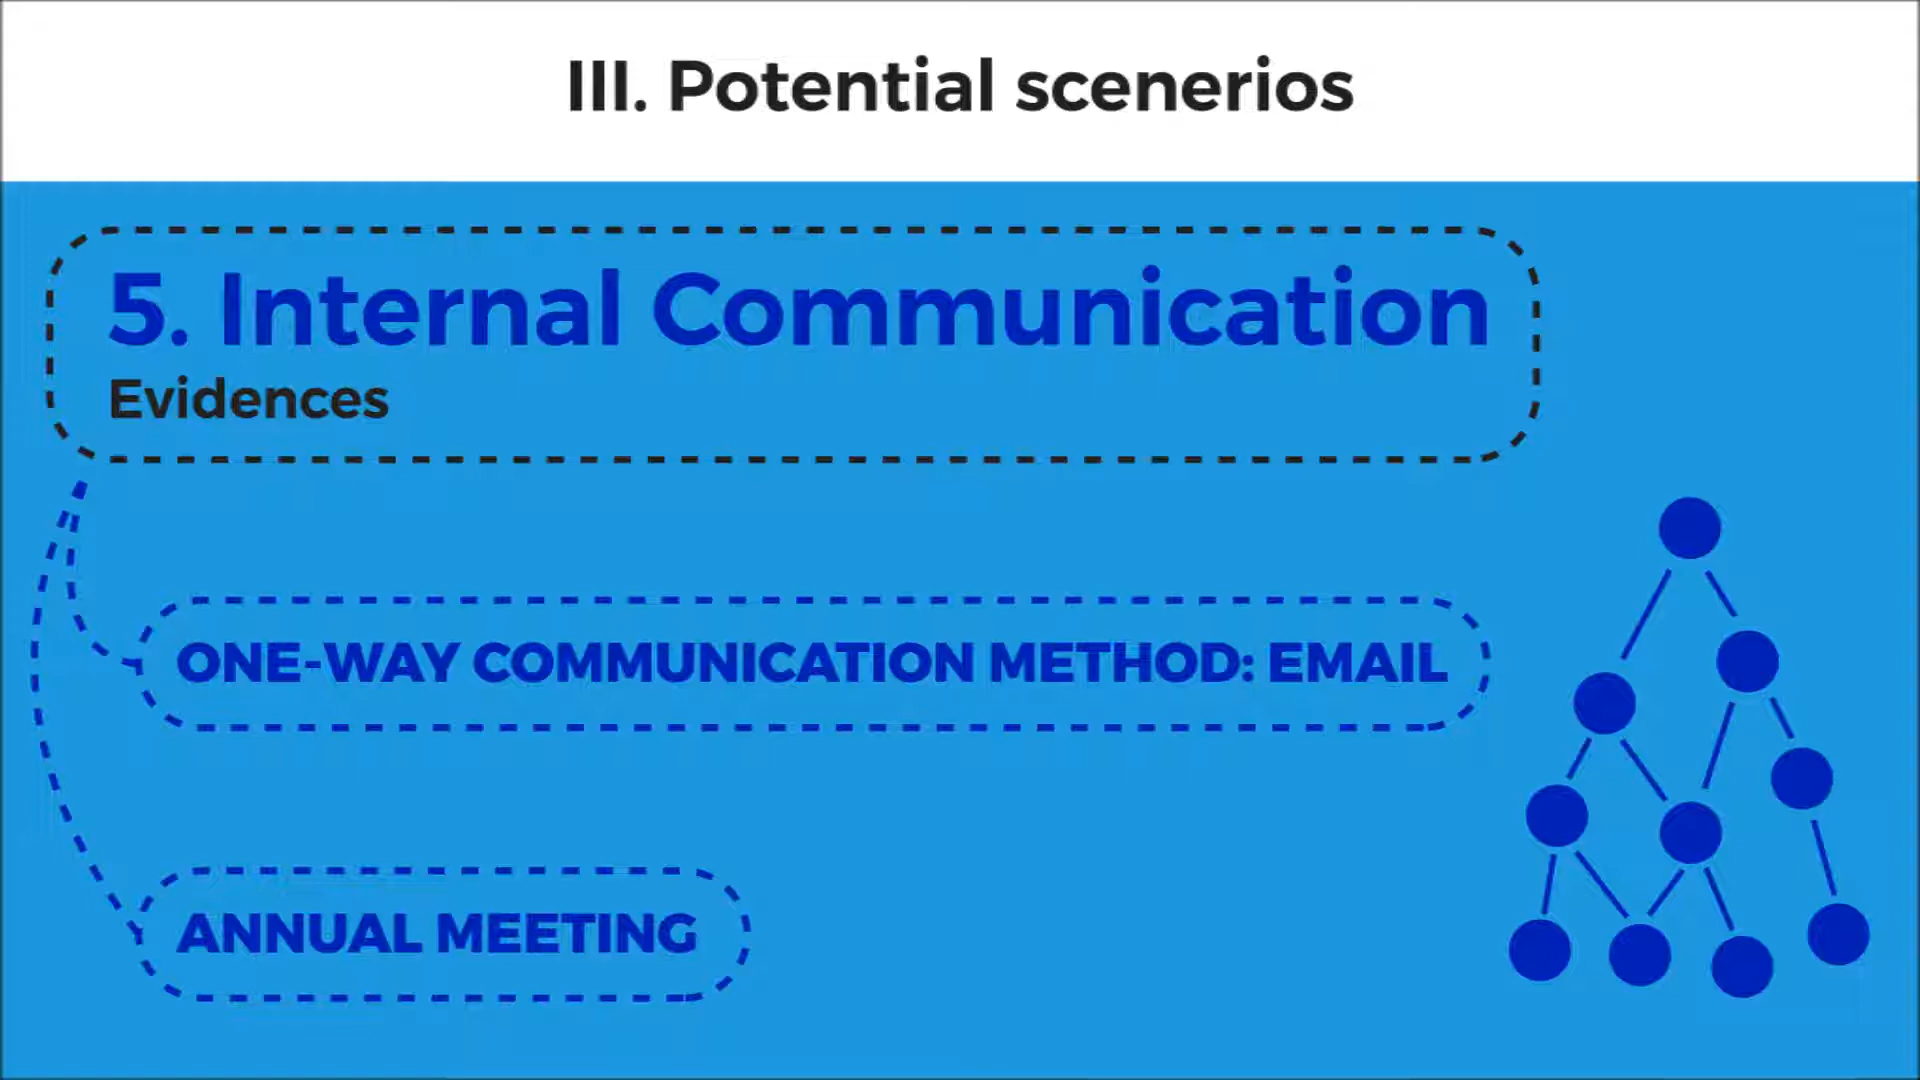 III. Potential scenerios
5. Internal Communication
Evidences
ONE-WAY COMMUNICATION METHOD: EMAIL
ANNUAL MEETING